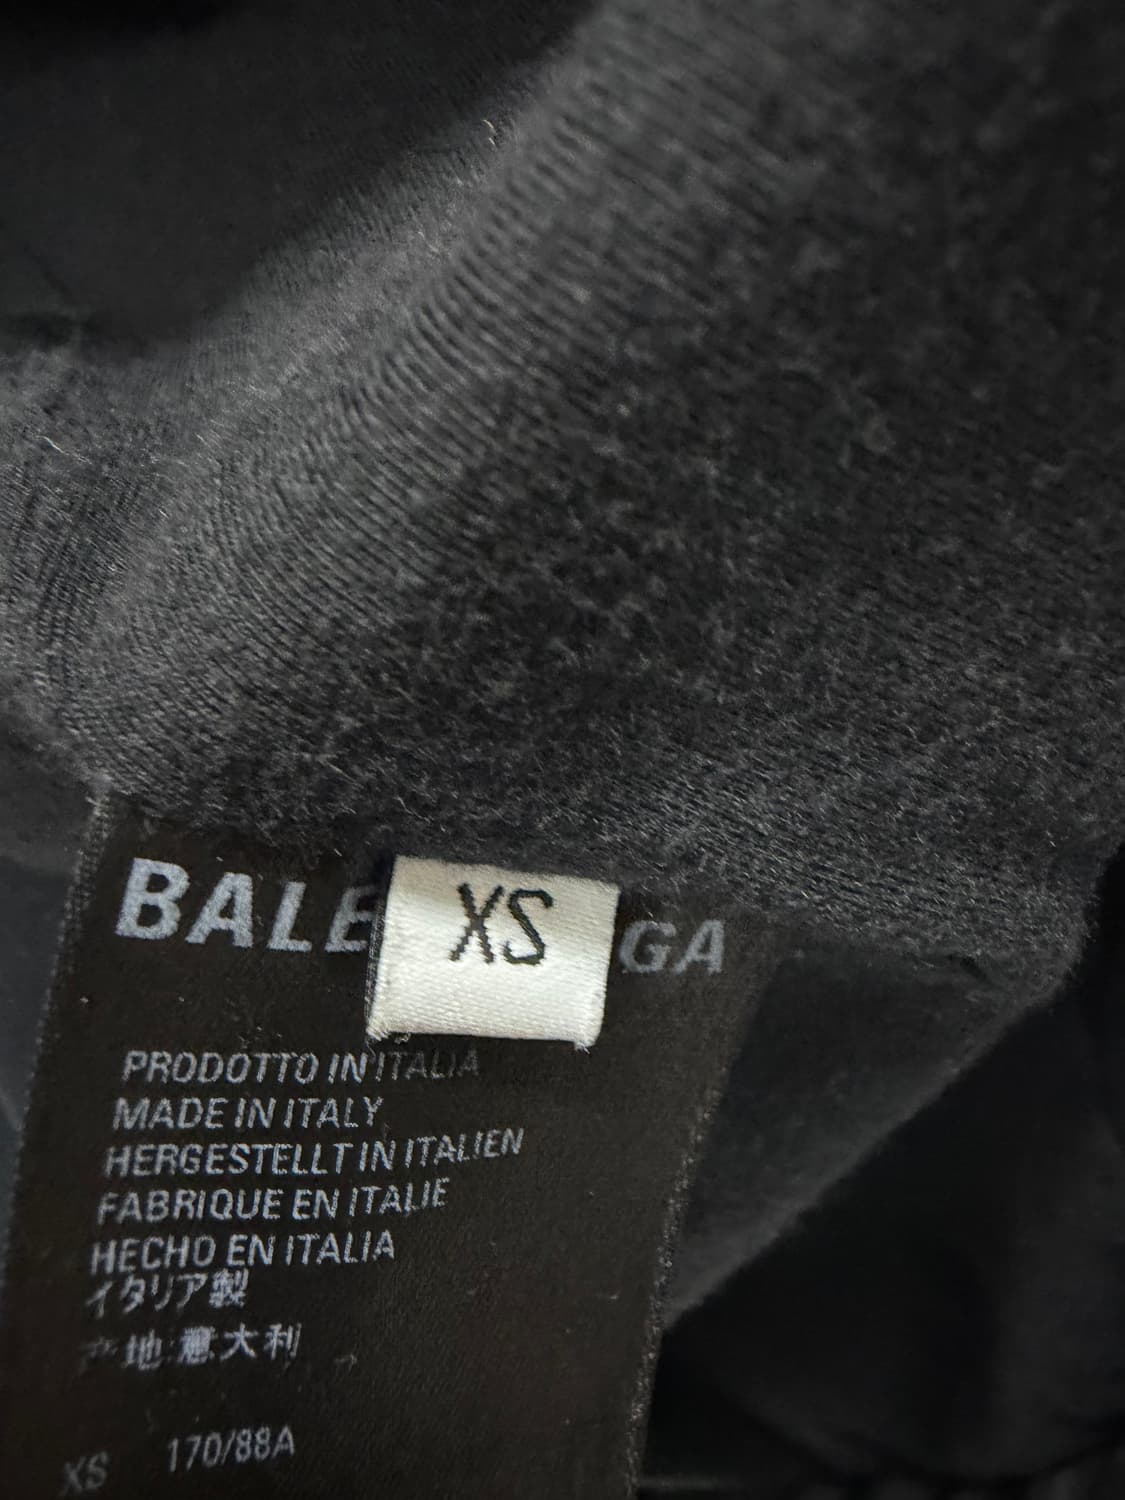 BALE GA
XS
PRODOTTO IN ITALIA
MADE IN ITALY
HERGESTELLT IN ITALIEN
FABRIQUE EN ITALIE
HECHO EN ITALIA
イタリア製
产地:意大利
XS 170/88A